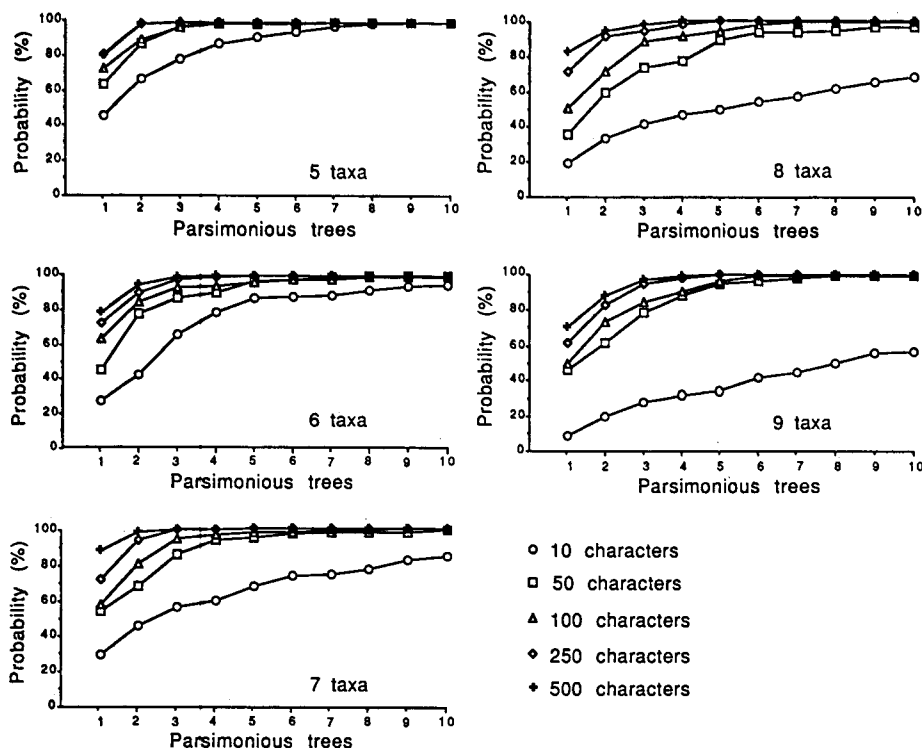 Probability (%)
100
80
60
40
20
0
5 taxa
1 2 3 4 5 6 7 8 9 10
Parsimonious trees
Probability (%)
100
80
60
40
20
0
8 taxa
1 2 3 4 5 6 7 8 9 10
Parsimonious trees
Probability (%)
100
80
60
40
20
0
6 taxa
1 2 3 4 5 6 7 8 9 10
Parsimonious trees
Probability (%)
100
80
60
40
20
0
9 taxa
1 2 3 4 5 6 7 8 9 10
Parsimonious trees
Probability (%)
100
80
60
40
20
0
7 taxa
1 2 3 4 5 6 7 8 9 10
Parsimonious trees
10 characters
50 characters
100 characters
250 characters
500 characters